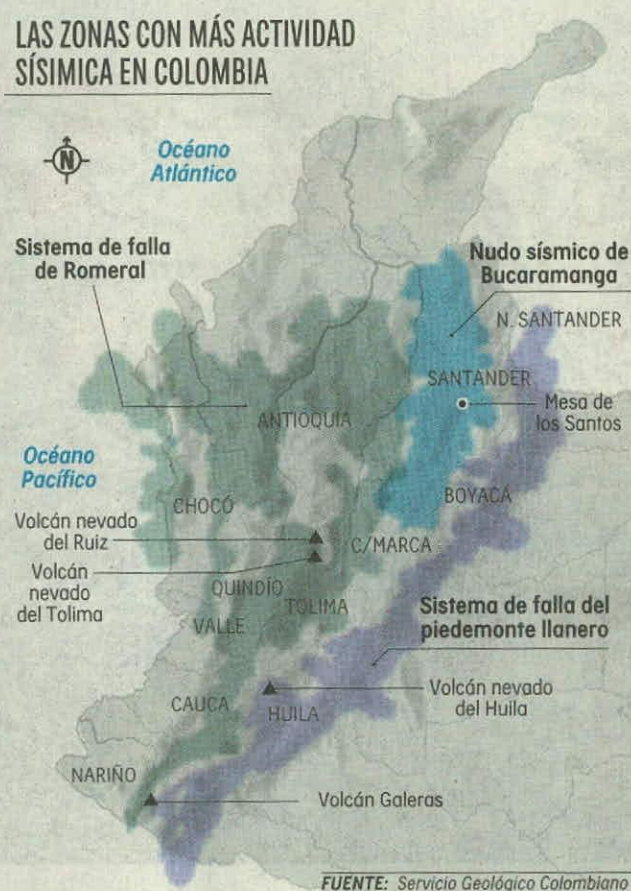 LAS ZONAS CON MÁS ACTIVIDAD
SÍSIMICA EN COLOMBIA
N
Océano
Atlántico
Sistema de falla
de Romeral
Nudo sísmico de
Bucaramanga
N. SANTANDER
SANTANDER
Mesa de
los Santos
ANTIOQUIA
Océano
Pacífico
BOYACÁ
CHOCÓ
Volcán nevado
del Ruiz
C/MARCA
Volcán
nevado
del Tolima
QUINDÍO
TOLIMA
VALLE
Sistema de falla del
piedemonte llanero
CAUCA
HUILA
Volcán nevado
del Huila
NARIÑO
Volcán Galeras
FUENTE: Servicio Geológico Colombiano